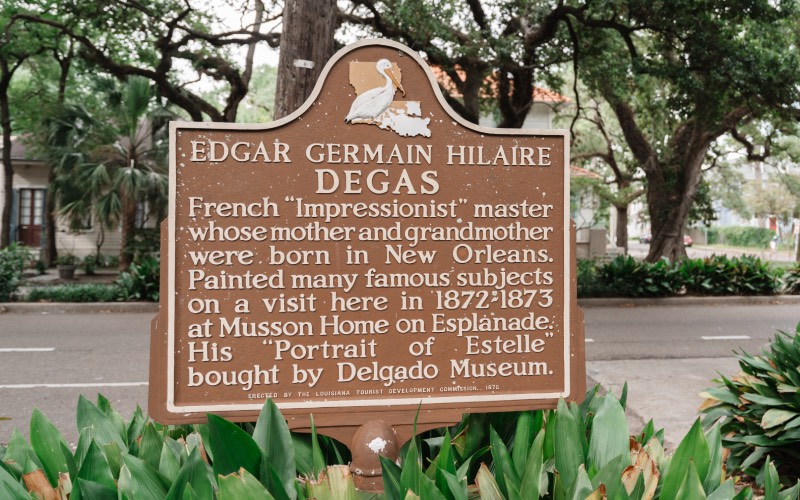 EDGAR GERMAIN HILAIRE
DEGAS
French "Impressionist" master
whose mother and grandmother
were born in New Orleans.
Painted many famous subjects
on a visit here in 1872-1873
at Musson Home on Esplanade.
His "Portrait of Estelle"
bought by Delgado Museum.
ERECTED BY THE LOUISIANA TOURIST DEVELOPMENT COMMISSION, 1975